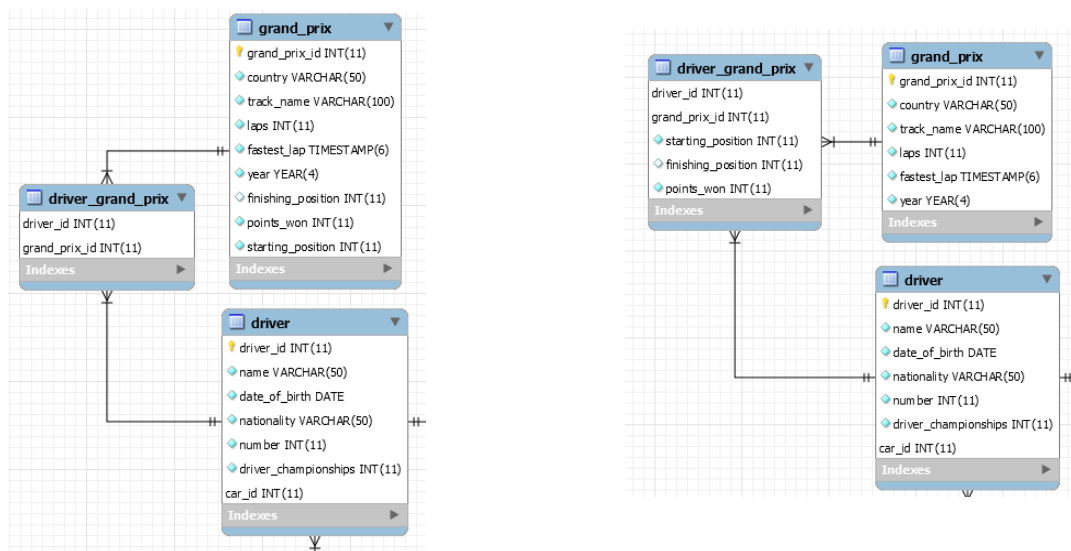 grand_prix
grand_prix_id INT(11)
country VARCHAR(50)
track_name VARCHAR(100)
laps INT(11)
fastest_lap TIMESTAMP(6)
year YEAR(4)
finishing_position INT(11)
points_won INT(11)
starting_position INT(11)
Indexes
driver_grand_prix
driver_id INT(11)
grand_prix_id INT(11)
Indexes
driver
driver_id INT(11)
name VARCHAR(50)
date_of_birth DATE
nationality VARCHAR(50)
number INT(11)
driver_championships INT(11)
car_id INT(11)
Indexes
driver_grand_prix
driver_id INT(11)
grand_prix_id INT(11)
starting_position INT(11)
finishing_position INT(11)
points_won INT(11)
Indexes
grand_prix
grand_prix_id INT(11)
country VARCHAR(50)
track_name VARCHAR(100)
laps INT(11)
fastest_lap TIMESTAMP(6)
year YEAR(4)
Indexes
driver
driver_id INT(11)
name VARCHAR(50)
date_of_birth DATE
nationality VARCHAR(50)
number INT(11)
driver_championships INT(11)
car_id INT(11)
Indexes